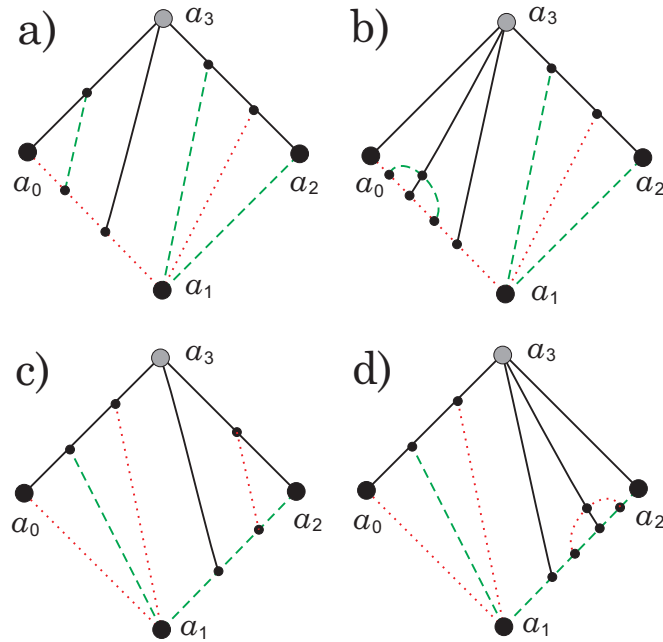 a) a₃ b) a₃
a₀ a₂ a₀ a₂
a₁ a₁
c) a₃ d) a₃
a₀ a₂ a₀ a₂
a₁ a₁